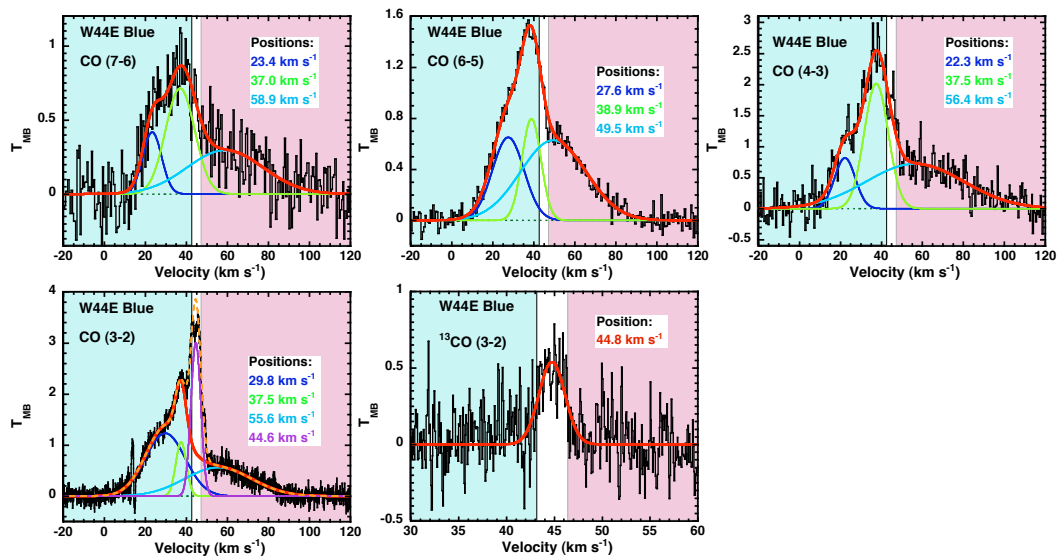 W44E Blue
CO (7-6)
Positions:
23.4 km s⁻¹
37.0 km s⁻¹
58.9 km s⁻¹
T_MB
1
0.5
0
-20 0 20 40 60 80 100 120
Velocity (km s⁻¹)
W44E Blue
CO (6-5)
Positions:
27.6 km s⁻¹
38.9 km s⁻¹
49.5 km s⁻¹
T_MB
1.6
1.2
0.8
0.4
0.0
-20 0 20 40 60 80 100 120
Velocity (km s⁻¹)
W44E Blue
CO (4-3)
Positions:
22.3 km s⁻¹
37.5 km s⁻¹
56.4 km s⁻¹
T_MB
3
2.5
2
1.5
1
0.5
0
-0.5
-20 0 20 40 60 80 100 120
Velocity (km s⁻¹)
W44E Blue
CO (3-2)
Positions:
29.8 km s⁻¹
37.5 km s⁻¹
55.6 km s⁻¹
44.6 km s⁻¹
T_MB
4
3
2
1
0
-20 0 20 40 60 80 100 120
Velocity (km s⁻¹)
W44E Blue
¹³CO (3-2)
Position:
44.8 km s⁻¹
T_MB
1
0.5
0
-0.5
30 35 40 45 50 55 60
Velocity (km s⁻¹)